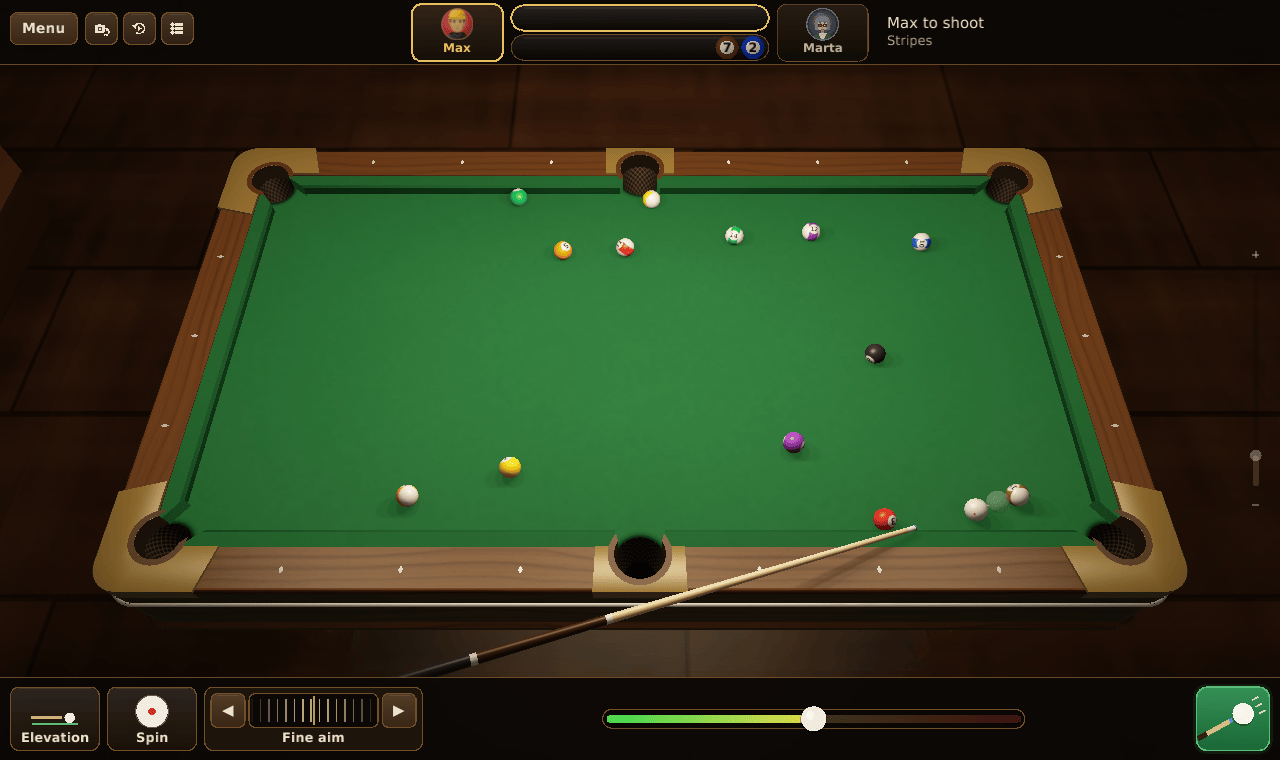 Menu
Max
7 2
Marta
Max to shoot
Stripes
Elevation
Spin
Fine aim